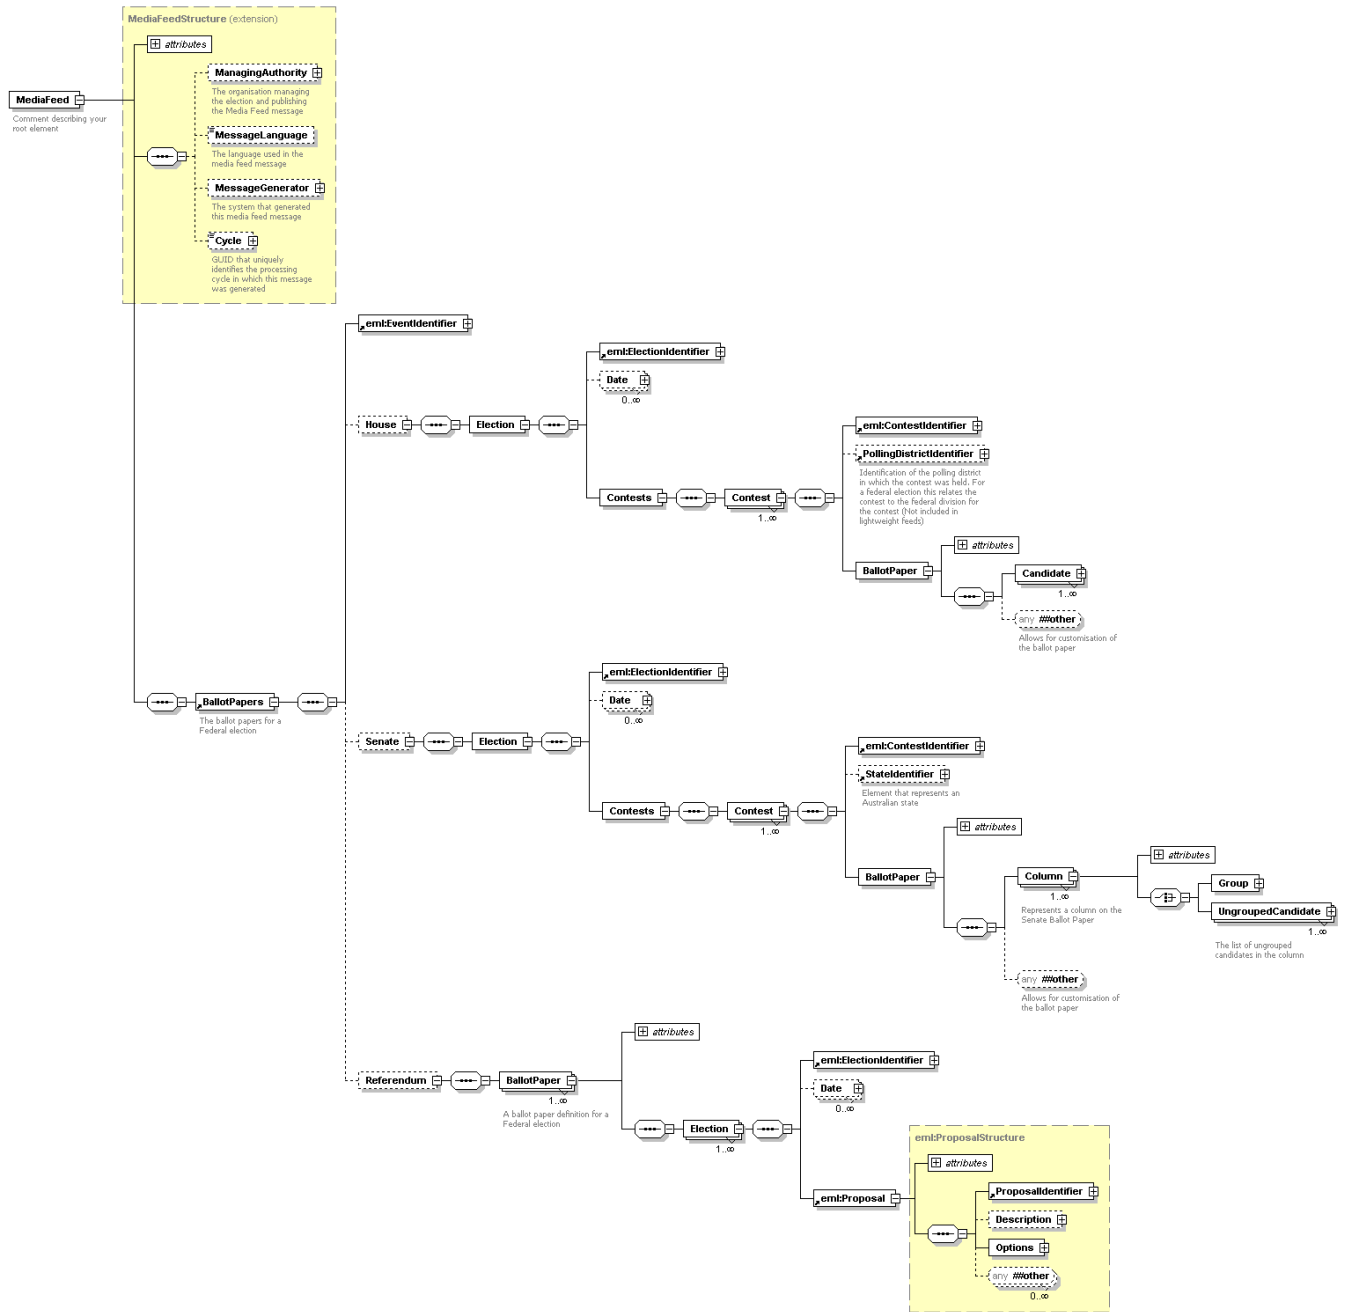 MediaFeedStructure (extension)
attributes
ManagingAuthority
The organisation managing
the election and publishing
the Media Feed message
MediaFeed
Comment describing your
root element
MessageLanguage
The language used in the
media feed message
MessageGenerator
The system that generated
this media feed message
Cycle
GUID that uniquely
identifies the processing
cycle in which this message
was generated
eml:EventIdentifier
eml:ElectionIdentifier
Date
0..∞
House
Election
eml:ContestIdentifier
PollingDistrictIdentifier
Identification of the polling district
in which the contest was held. For
a federal election this relates the
contest to the federal division for
the contest (Not included in
lightweight feeds)
Contests
Contest
1..∞
attributes
BallotPaper
Candidate
1..∞
any ##other
Allows for customisation of
the ballot paper
BallotPapers
The ballot papers for a
Federal election
eml:ElectionIdentifier
Date
0..∞
Senate
Election
eml:ContestIdentifier
StateIdentifier
Element that represents an
Australian state
Contests
Contest
1..∞
attributes
BallotPaper
Column
1..∞
Represents a column on the
Senate Ballot Paper
attributes
Group
UngroupedCandidate
1..∞
The list of ungrouped
candidates in the column
any ##other
Allows for customisation of
the ballot paper
attributes
Referendum
BallotPaper
1..∞
A ballot paper definition for a
Federal election
eml:ElectionIdentifier
Date
0..∞
Election
1..∞
eml:ProposalStructure
attributes
eml:Proposal
ProposalIdentifier
Description
Options
any ##other
0..∞